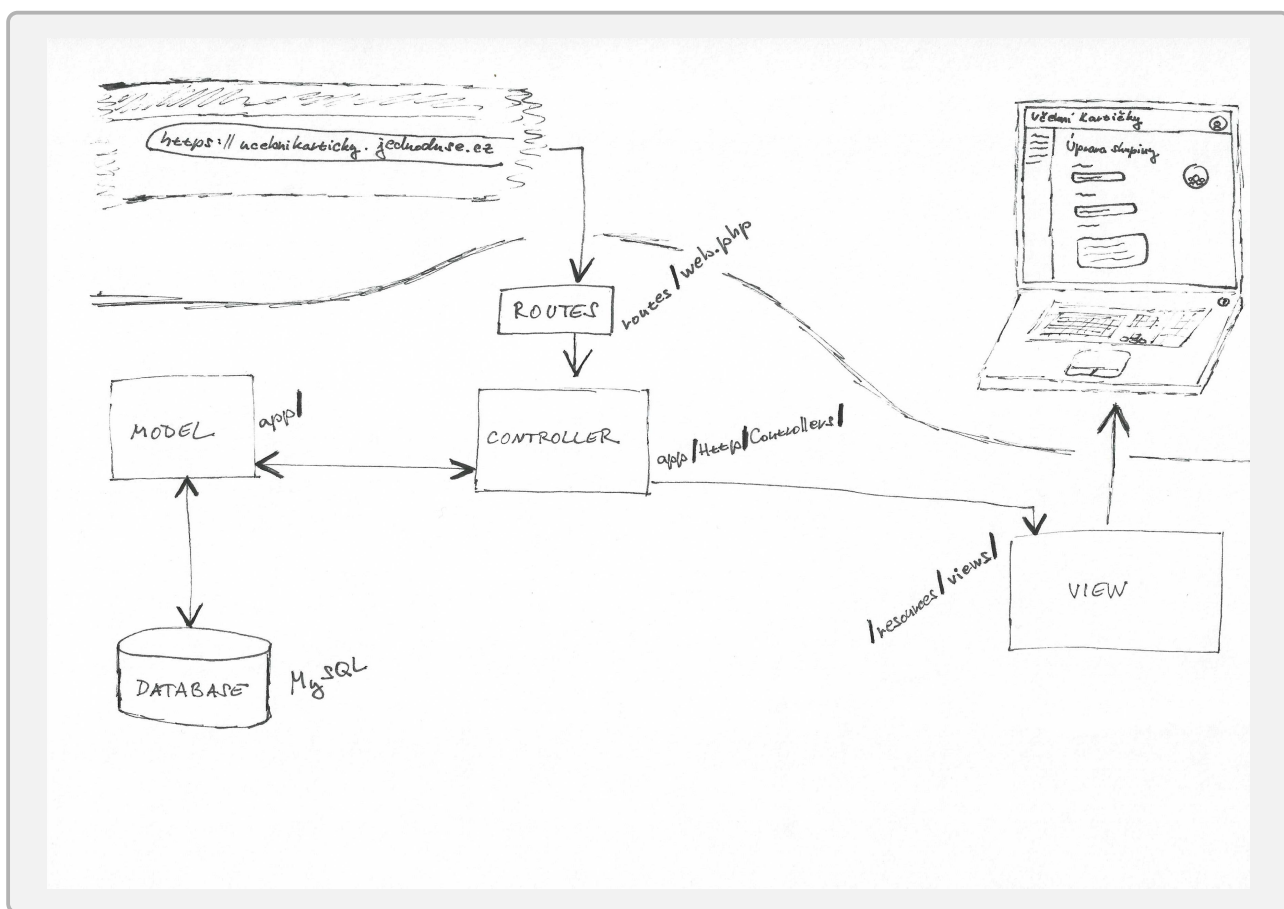 https://ucebnikarticky.jednoduse.cz
Učební kartičky
Úprava skupiny
routes/web.php
ROUTES
MODEL
app/
CONTROLLER
app/Http/Controllers/
/resources/views/
VIEW
DATABASE
MySQL